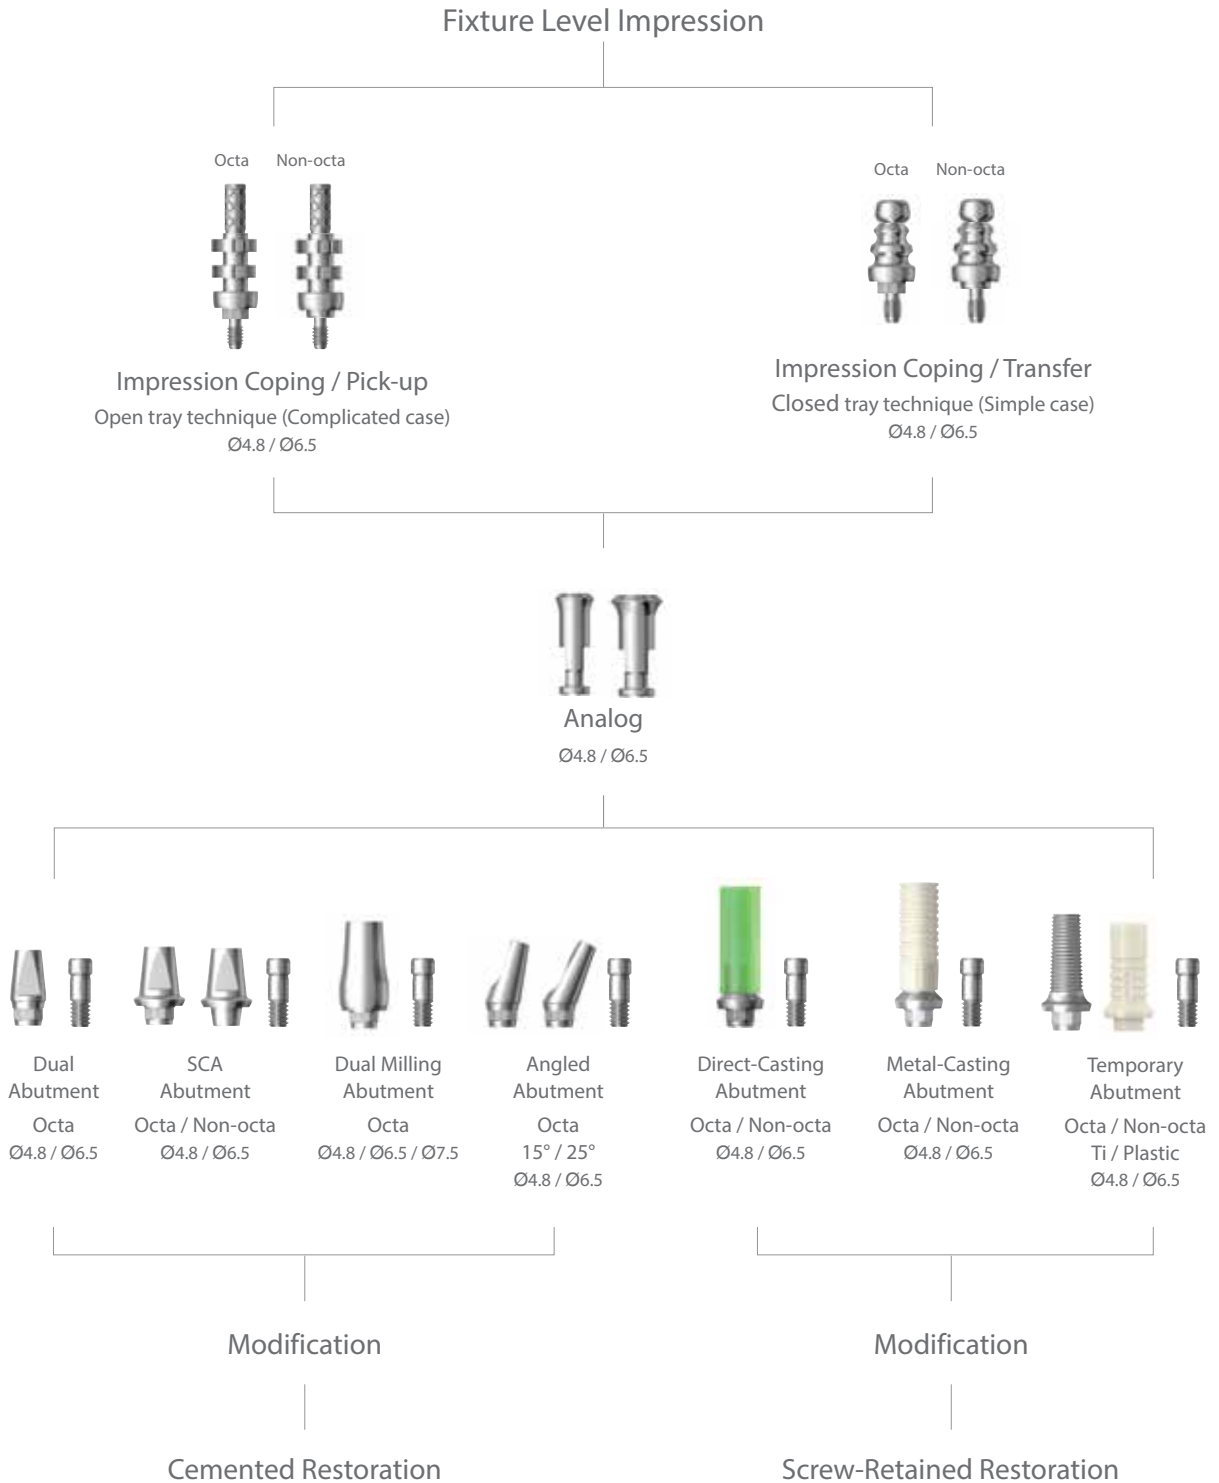 Fixture Level Impression
Octa Non-octa
Impression Coping / Pick-up
Open tray technique (Complicated case)
Ø4.8 / Ø6.5
Octa Non-octa
Impression Coping / Transfer
Closed tray technique (Simple case)
Ø4.8 / Ø6.5
Analog
Ø4.8 / Ø6.5
Dual
Abutment
Octa
Ø4.8 / Ø6.5
SCA
Abutment
Octa / Non-octa
Ø4.8 / Ø6.5
Dual Milling
Abutment
Octa
Ø4.8 / Ø6.5 / Ø7.5
Angled
Abutment
Octa
15° / 25°
Ø4.8 / Ø6.5
Direct-Casting
Abutment
Octa / Non-octa
Ø4.8 / Ø6.5
Metal-Casting
Abutment
Octa / Non-octa
Ø4.8 / Ø6.5
Temporary
Abutment
Octa / Non-octa
Ti / Plastic
Ø4.8 / Ø6.5
Modification
Modification
Cemented Restoration
Screw-Retained Restoration